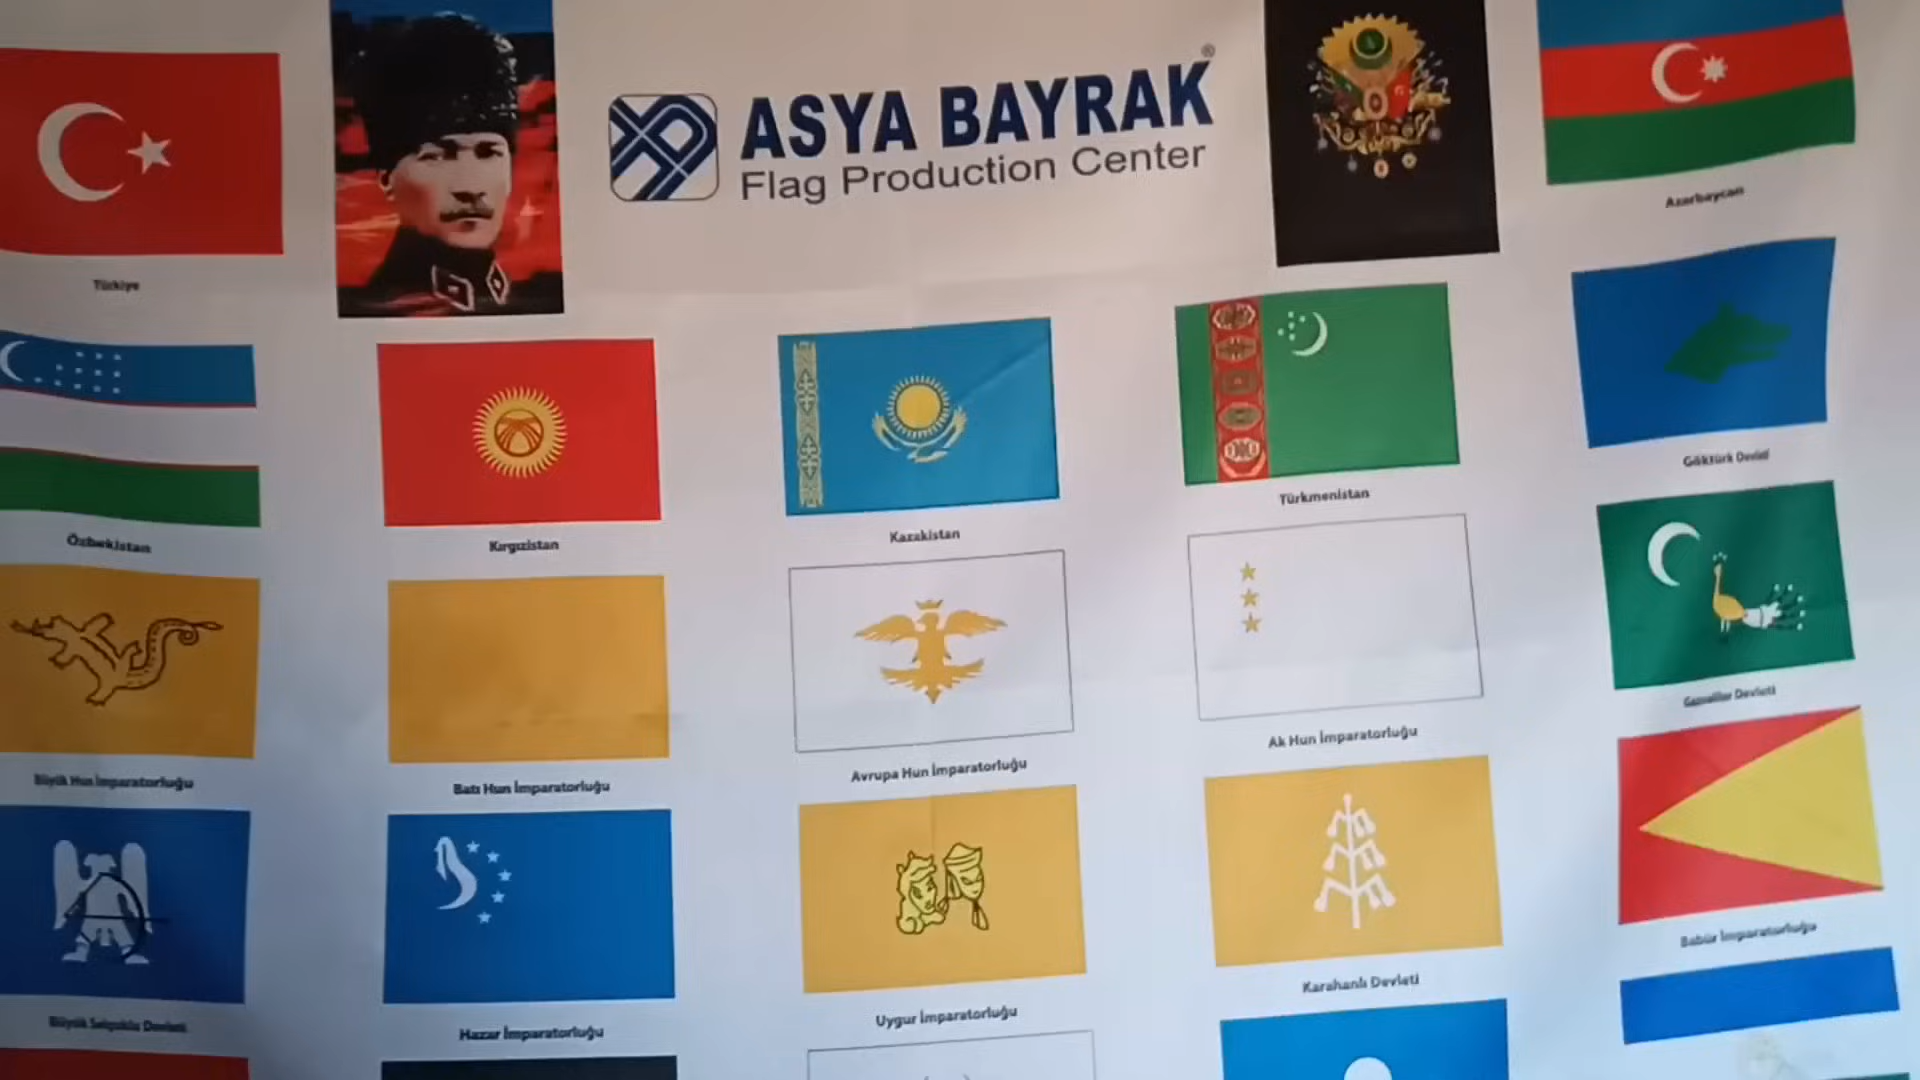 ASYA BAYRAK®
Flag Production Center
Azerbaycan
Türkiye
Göktürk Devleti
Türkmenistan
Kazakistan
Kırgızistan
Özbekistan
Gazneliler Devleti
Ak Hun İmparatorluğu
Avrupa Hun İmparatorluğu
Batı Hun İmparatorluğu
Büyük Hun İmparatorluğu
Babür İmparatorluğu
Karahanlı Devleti
Uygur İmparatorluğu
Hazar İmparatorluğu
Büyük Selçuklu Devleti